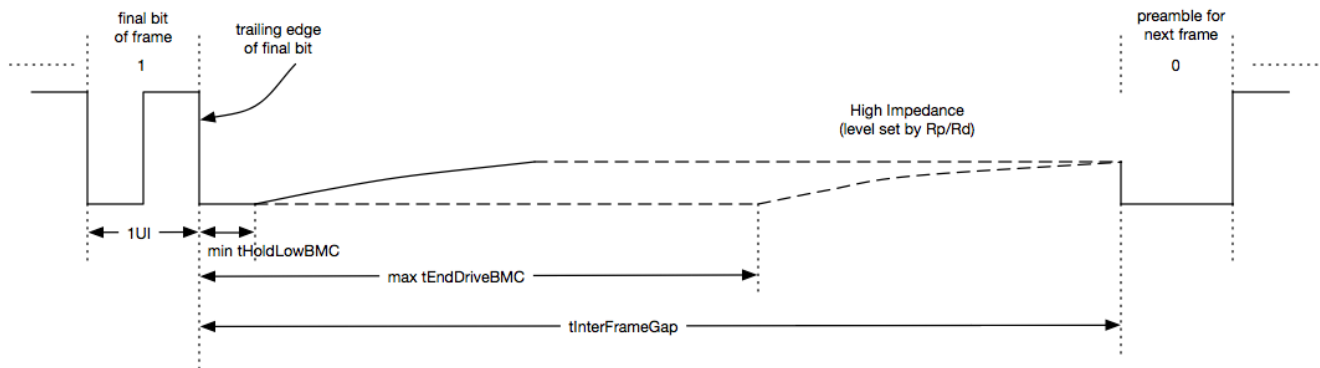 final bit
of frame
1
trailing edge
of final bit
preamble for
next frame
0
High Impedance
(level set by Rp/Rd)
1UI
min tHoldLowBMC
max tEndDriveBMC
tInterFrameGap